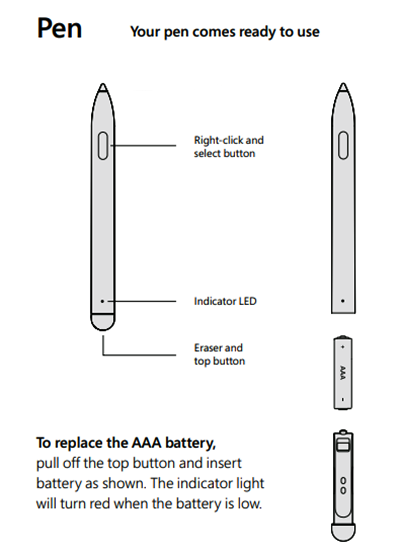 Pen
Your pen comes ready to use
Right-click and
select button
Indicator LED
Eraser and
top button
AAA
To replace the AAA battery,
pull off the top button and insert
battery as shown. The indicator light
will turn red when the battery is low.